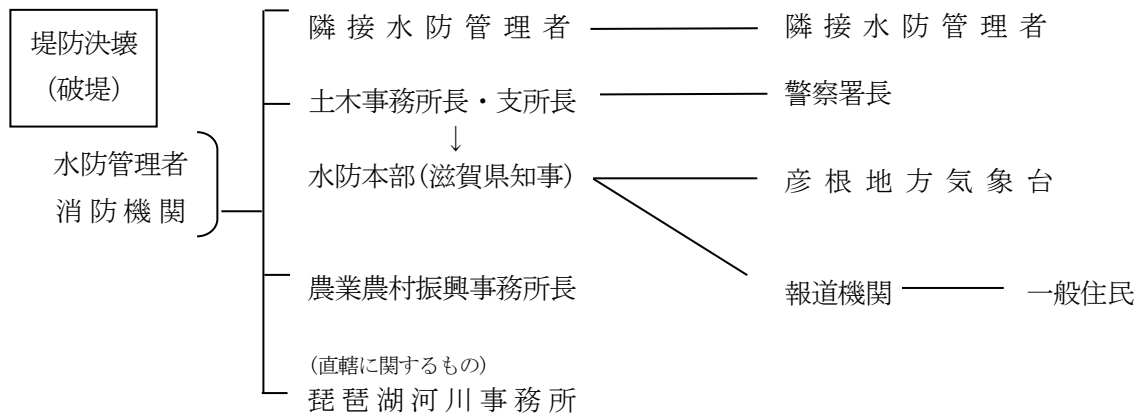 堤防決壊
(破堤)
水防管理者
消防機関
隣接水防管理者
隣接水防管理者
土木事務所長・支所長
警察署長
↓
水防本部(滋賀県知事)
彦根地方気象台
農業農村振興事務所長
報道機関
一般住民
(直轄に関するもの)
琵琶湖河川事務所